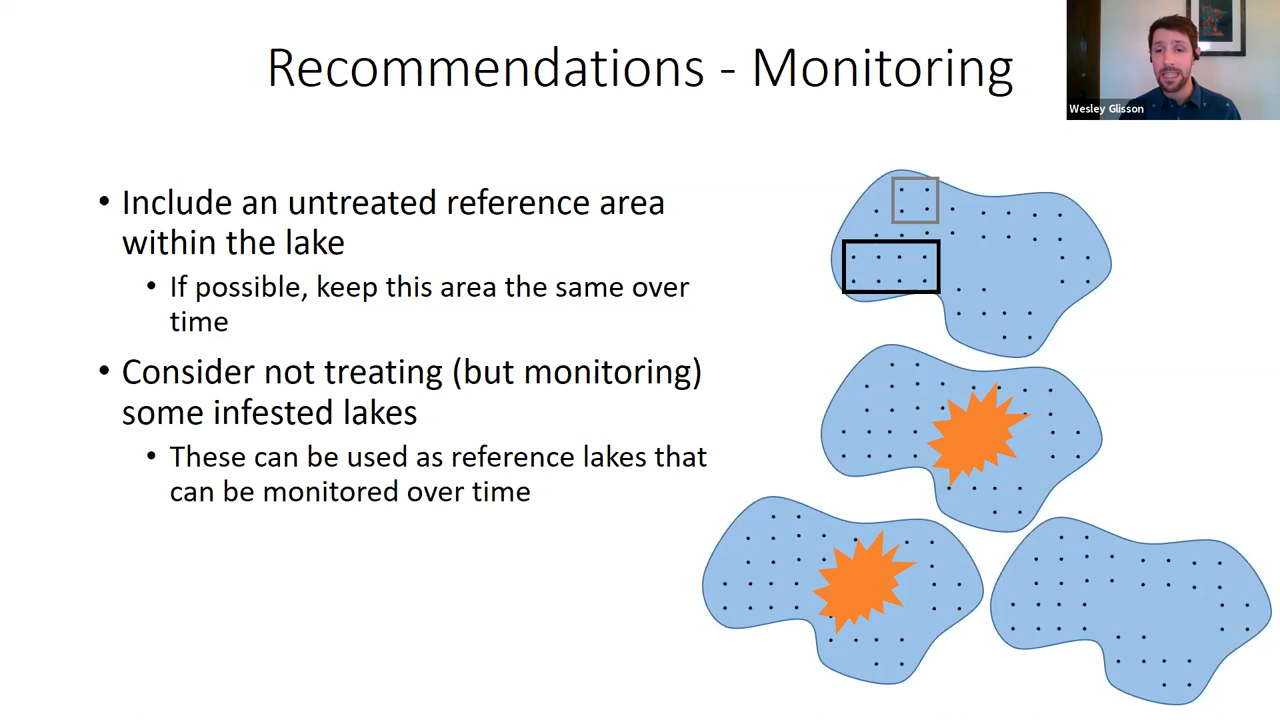 Recommendations - Monitoring
Wesley Glisson
• Include an untreated reference area
within the lake
• If possible, keep this area the same over
time
• Consider not treating (but monitoring)
some infested lakes
• These can be used as reference lakes that
can be monitored over time